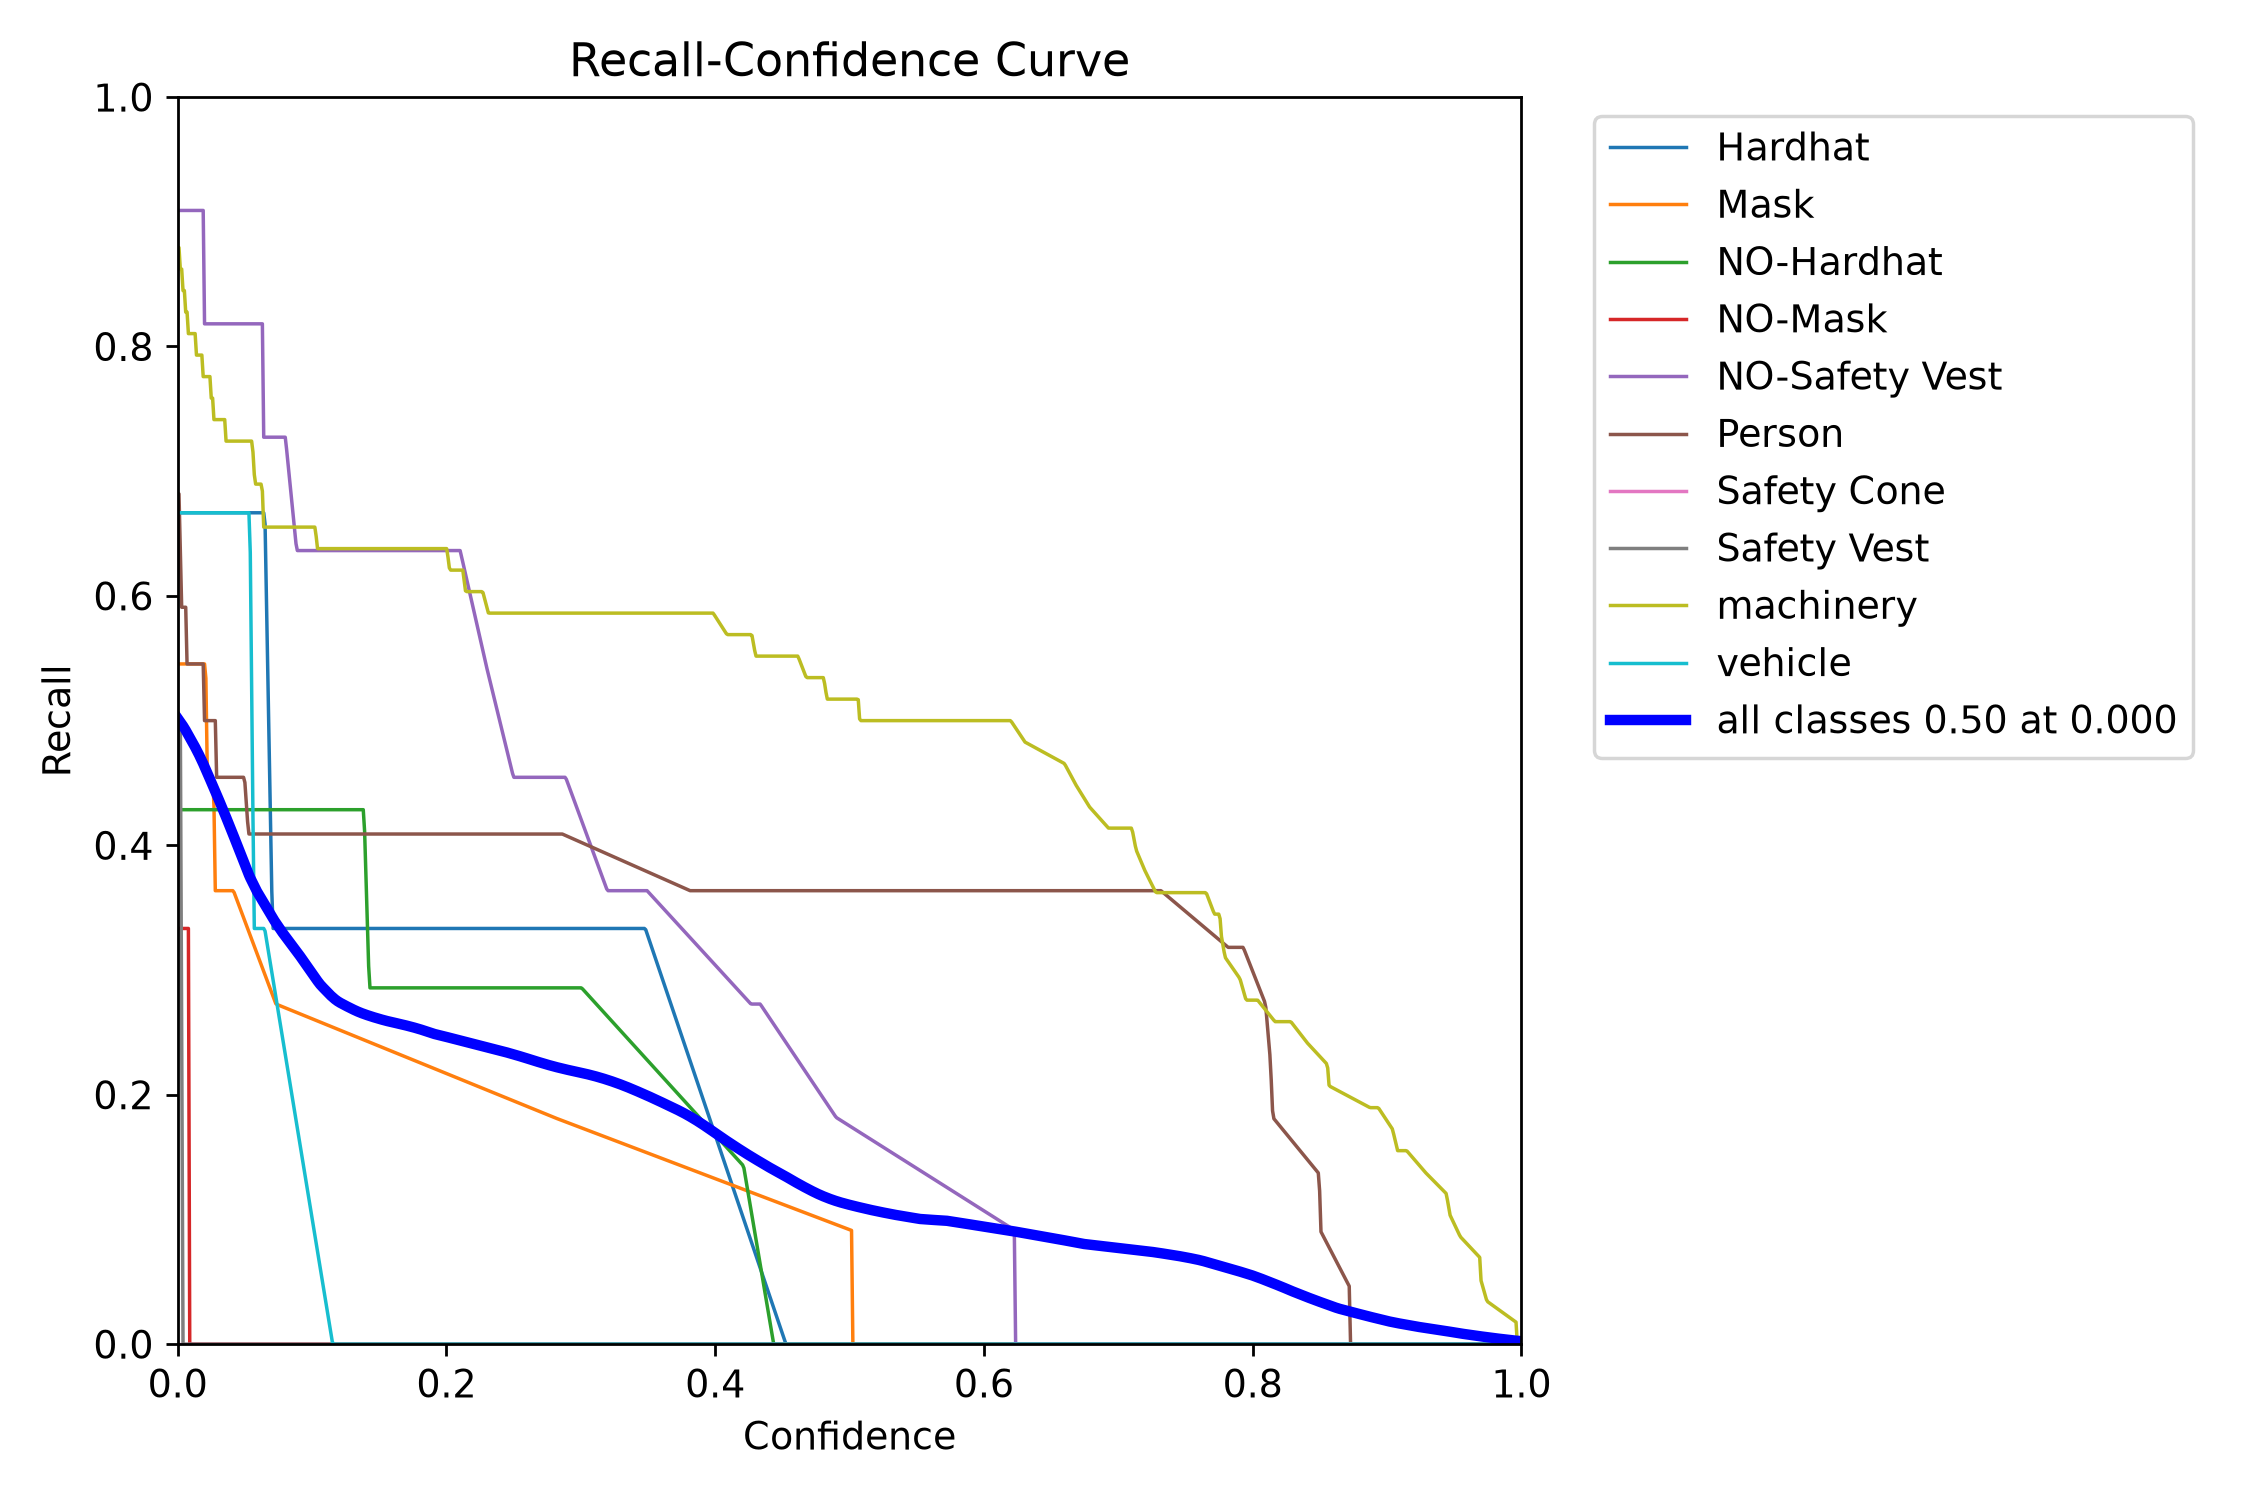 Recall-Confidence Curve
1.0
0.8
0.6
0.4
0.2
0.0
Recall
0.0 0.2 0.4 0.6 0.8 1.0
Confidence
Hardhat
Mask
NO-Hardhat
NO-Mask
NO-Safety Vest
Person
Safety Cone
Safety Vest
machinery
vehicle
all classes 0.50 at 0.000